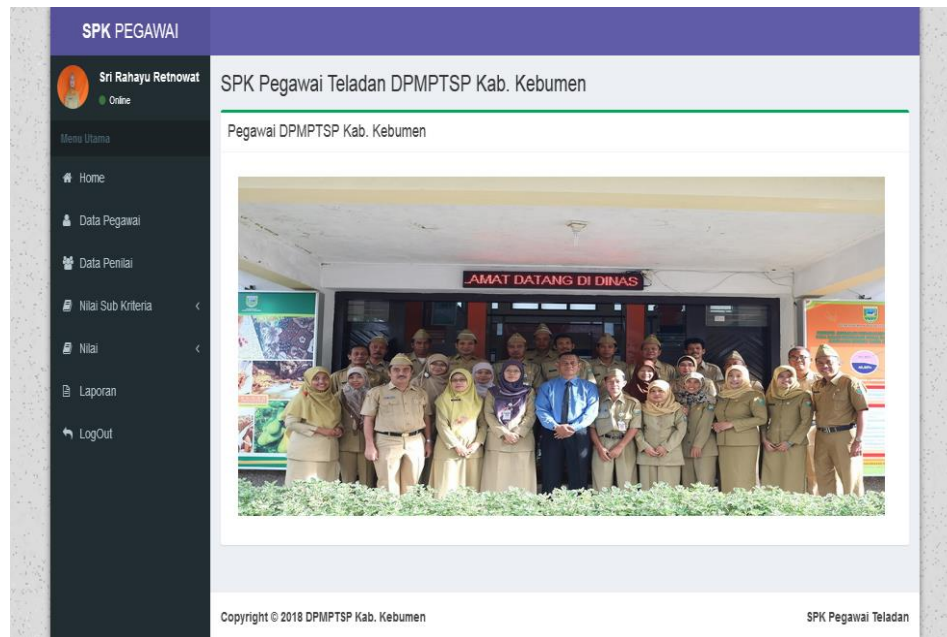 SPK PEGAWAI
Sri Rahayu Retnowat
Online
Menu Utama
Home
Data Pegawai
Data Penilai
Nilai Sub Kriteria
Nilai
Laporan
LogOut
SPK Pegawai Teladan DPMPTSP Kab. Kebumen
Pegawai DPMPTSP Kab. Kebumen
AMAT DATANG DI DINAS
Copyright © 2018 DPMPTSP Kab. Kebumen
SPK Pegawai Teladan